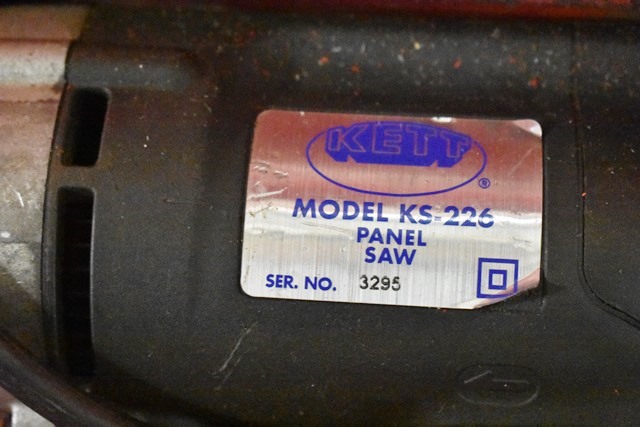 KETT
®
MODEL KS-226
PANEL
SAW
SER. NO. 3295